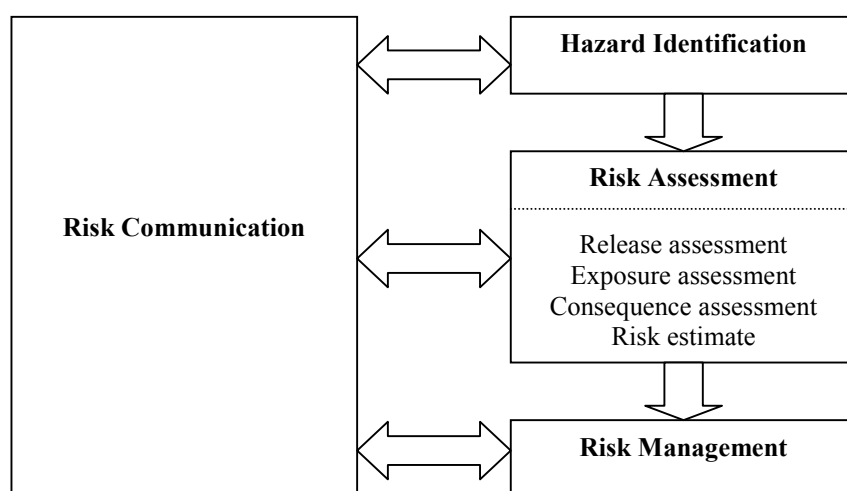 Hazard Identification
Risk Communication
Risk Assessment
Release assessment
Exposure assessment
Consequence assessment
Risk estimate
Risk Management